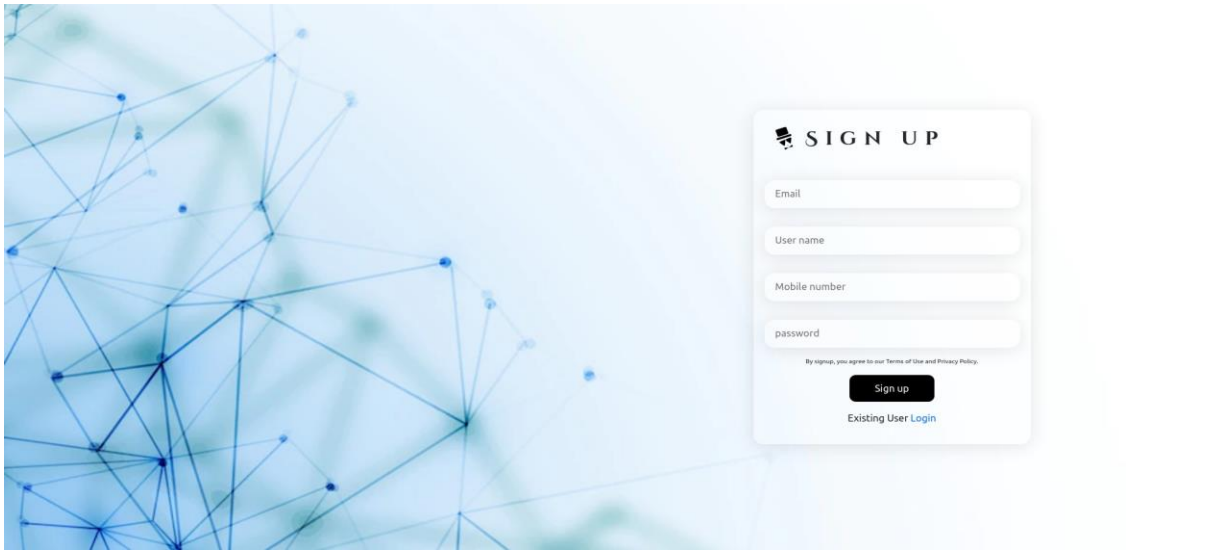 SIGN UP
Email
User name
Mobile number
password
By signup, you agree to our Terms of Use and Privacy Policy.
Sign up
Existing User Login